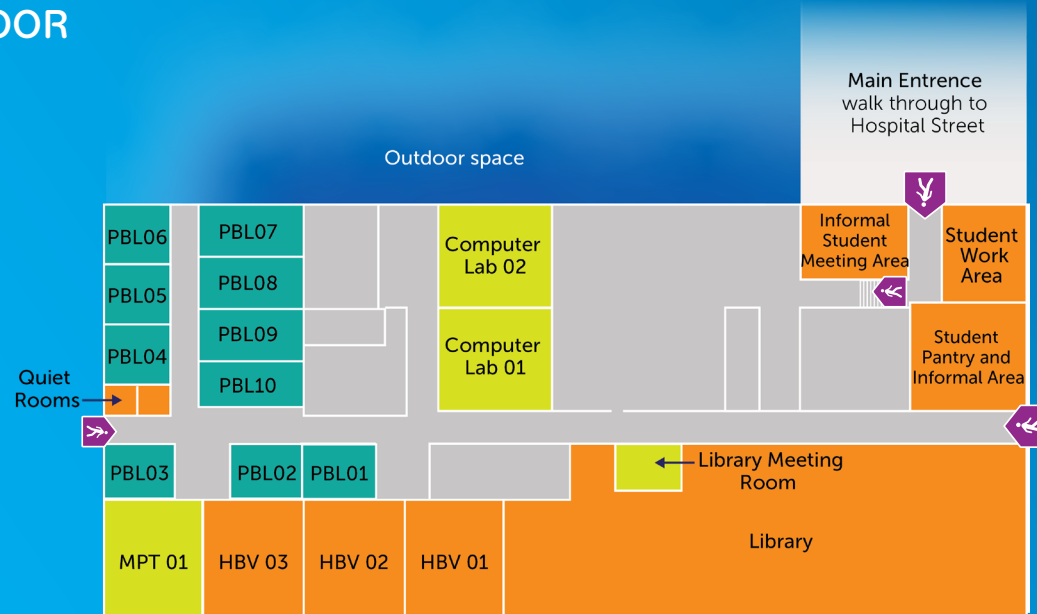 OOR
Main Entrence
walk through to
Hospital Street
Outdoor space
PBL06
PBL05
PBL04
PBL07
PBL08
PBL09
PBL10
Computer
Lab 02
Computer
Lab 01
Informal
Student
Meeting Area
Student
Work
Area
Student
Pantry and
Informal Area
Quiet
Rooms
PBL03
PBL02
PBL01
Library Meeting
Room
MPT 01
HBV 03
HBV 02
HBV 01
Library